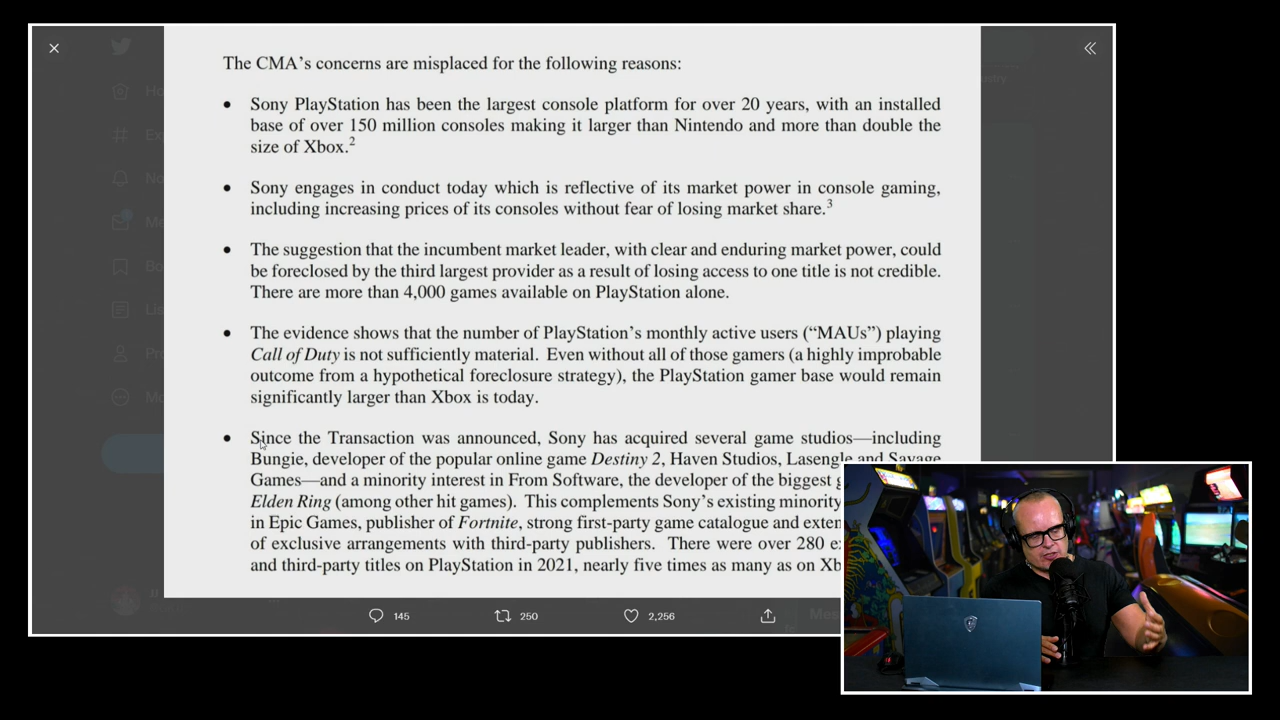 The CMA's concerns are misplaced for the following reasons:
• Sony PlayStation has been the largest console platform for over 20 years, with an installed
base of over 150 million consoles making it larger than Nintendo and more than double the
size of Xbox.2
• Sony engages in conduct today which is reflective of its market power in console gaming,
including increasing prices of its consoles without fear of losing market share.3
• The suggestion that the incumbent market leader, with clear and enduring market power, could
be foreclosed by the third largest provider as a result of losing access to one title is not credible.
There are more than 4,000 games available on PlayStation alone.
• The evidence shows that the number of PlayStation's monthly active users (“MAUs”) playing
Call of Duty is not sufficiently material. Even without all of those gamers (a highly improbable
outcome from a hypothetical foreclosure strategy), the PlayStation gamer base would remain
significantly larger than Xbox is today.
• Since the Transaction was announced, Sony has acquired several game studios—including
Bungie, developer of the popular online game Destiny 2, Haven Studios, Lasengle and Savage
Games—and a minority interest in From Software, the developer of the biggest
Elden Ring (among other hit games). This complements Sony's existing minority
in Epic Games, publisher of Fortnite, strong first-party game catalogue and
of exclusive arrangements with third-party publishers. There were over 280
and third-party titles on PlayStation in 2021, nearly five times as many as on
145 250 2,256